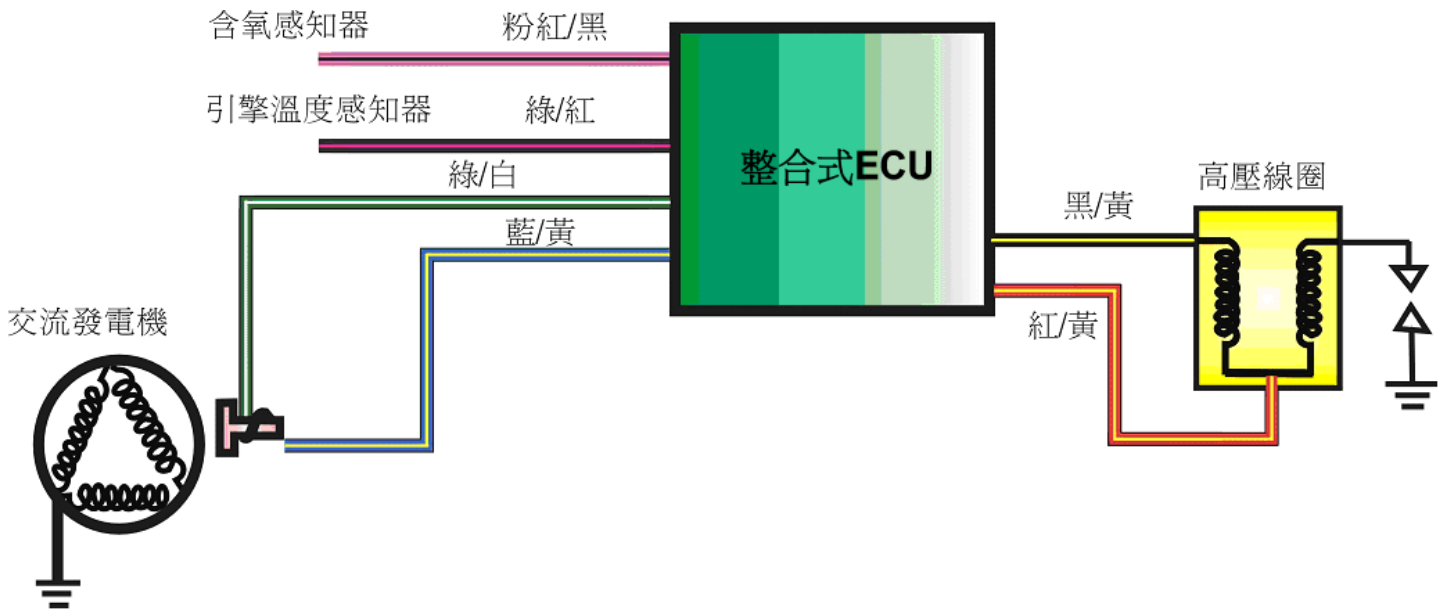 含氧感知器
粉紅/黑
引擎溫度感知器
綠/紅
綠/白
藍/黃
整合式ECU
高壓線圈
黑/黃
紅/黃
交流發電機